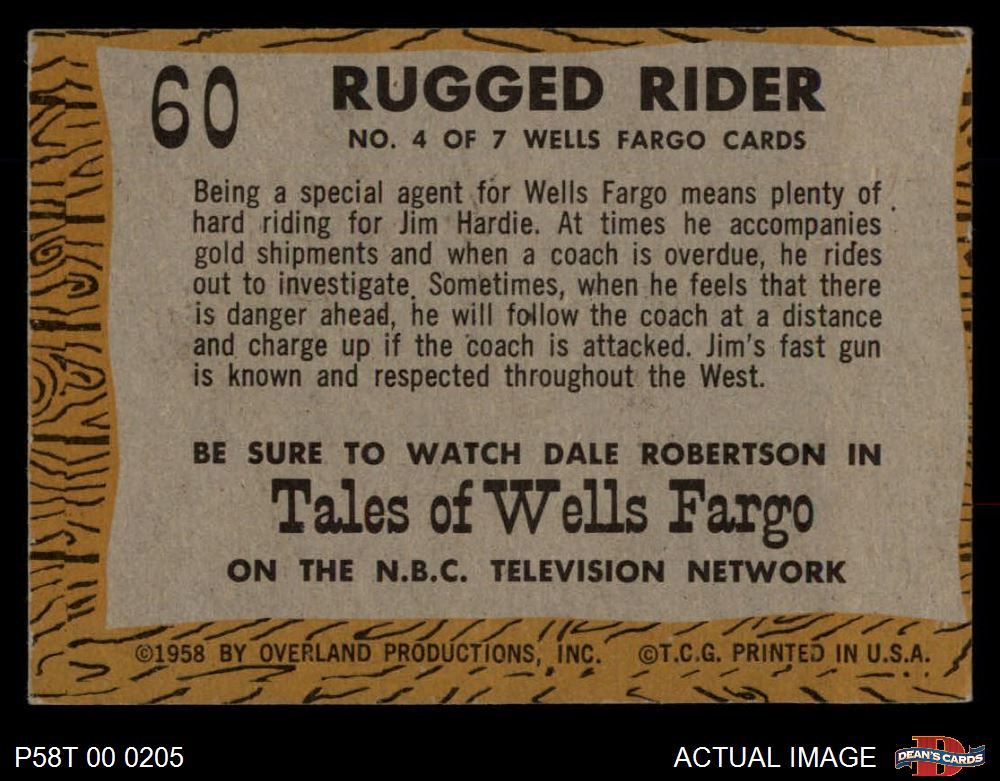 60
RUGGED RIDER
NO. 4 OF 7 WELLS FARGO CARDS
Being a special agent for Wells Fargo means plenty of
hard riding for Jim Hardie. At times he accompanies
gold shipments and when a coach is overdue, he rides
out to investigate. Sometimes, when he feels that there
is danger ahead, he will follow the coach at a distance
and charge up if the coach is attacked. Jim's fast gun
is known and respected throughout the West.
BE SURE TO WATCH DALE ROBERTSON IN
Tales of Wells Fargo
ON THE N.B.C. TELEVISION NETWORK
©1958 BY OVERLAND PRODUCTIONS, INC. ©T.C.G. PRINTED IN U.S.A.
P58T 00 0205
ACTUAL IMAGE
D
DEAN'S CARDS